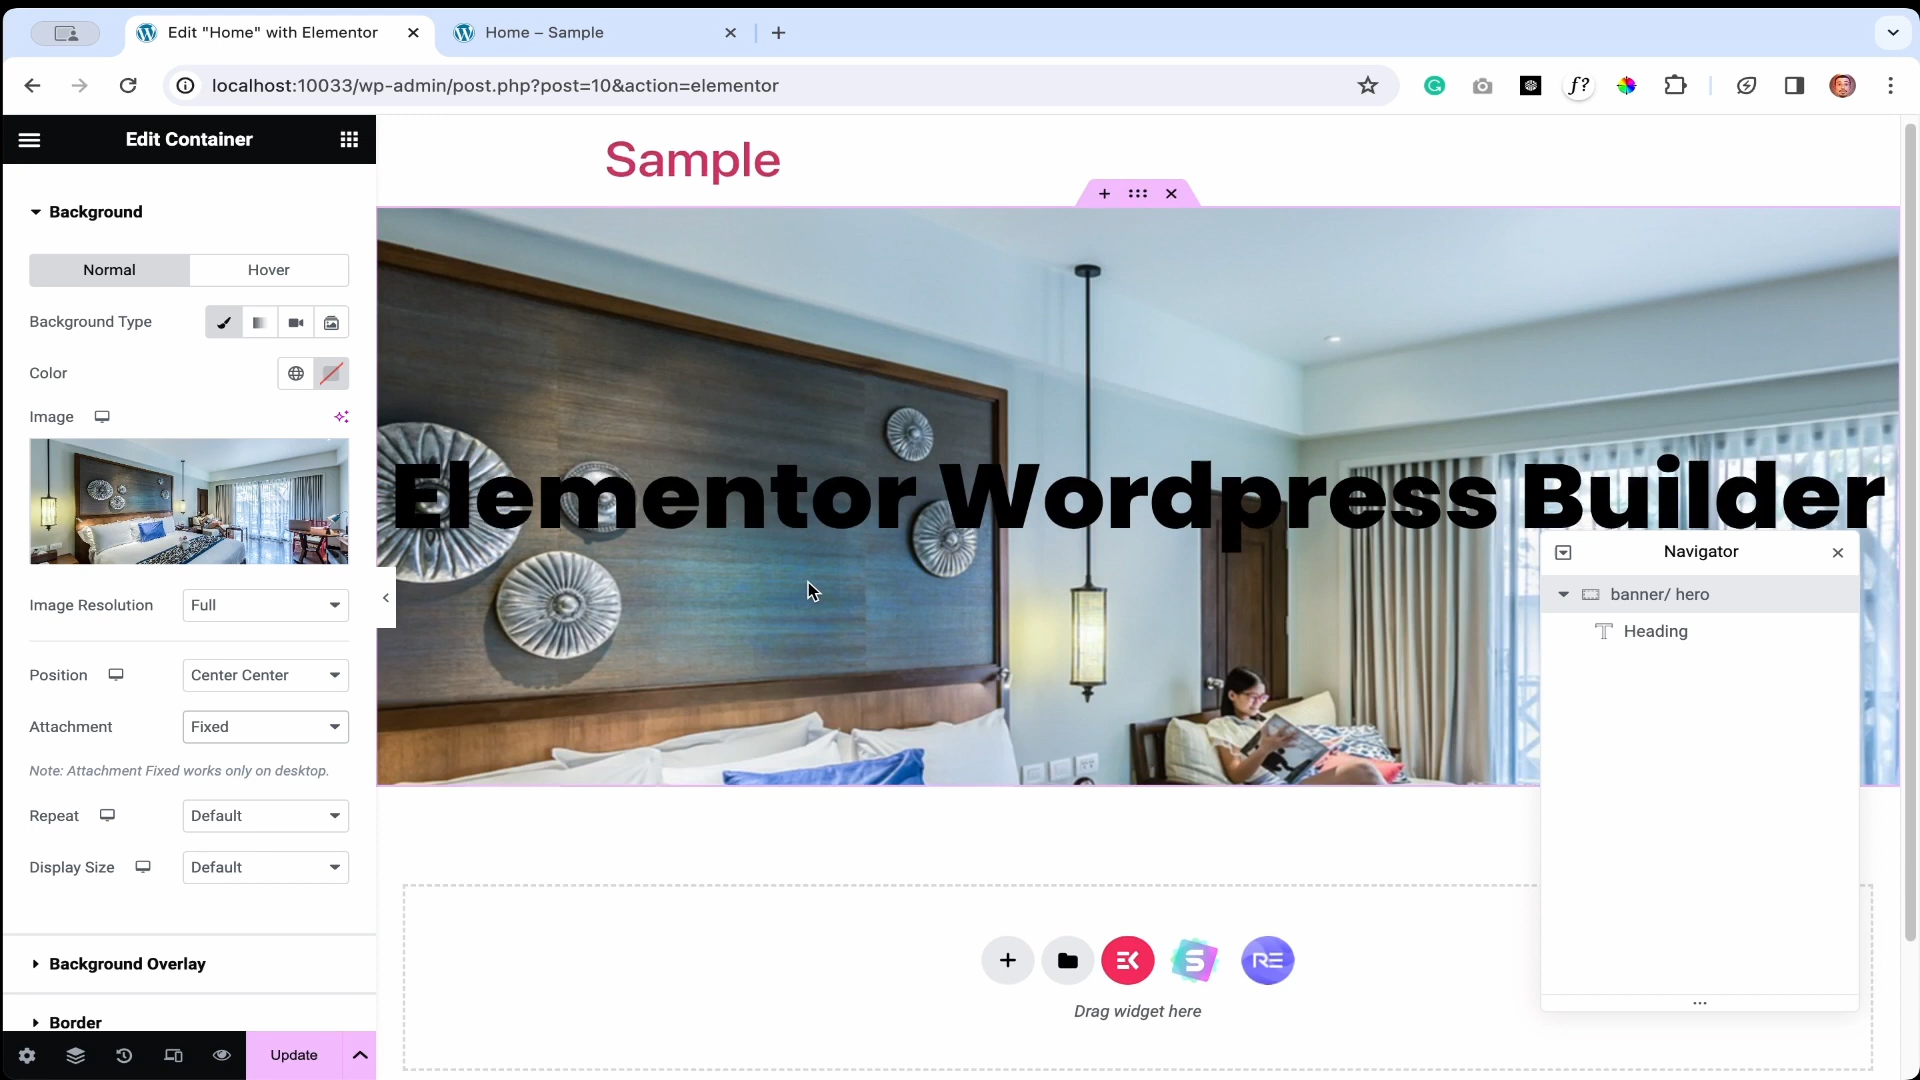 Edit "Home" with Elementor
Home – Sample
localhost:10033/wp-admin/post.php?post=10&action=elementor
f?
Edit Container
Sample
Background
Normal
Hover
Background Type
Color
Image
Elementor Wordpress Builder
Navigator
banner/ hero
Heading
Image Resolution
Full
Position
Center Center
Attachment
Fixed
Note: Attachment Fixed works only on desktop.
Repeat
Default
Display Size
Default
Background Overlay
EK
S
RE
Drag widget here
Border
Update